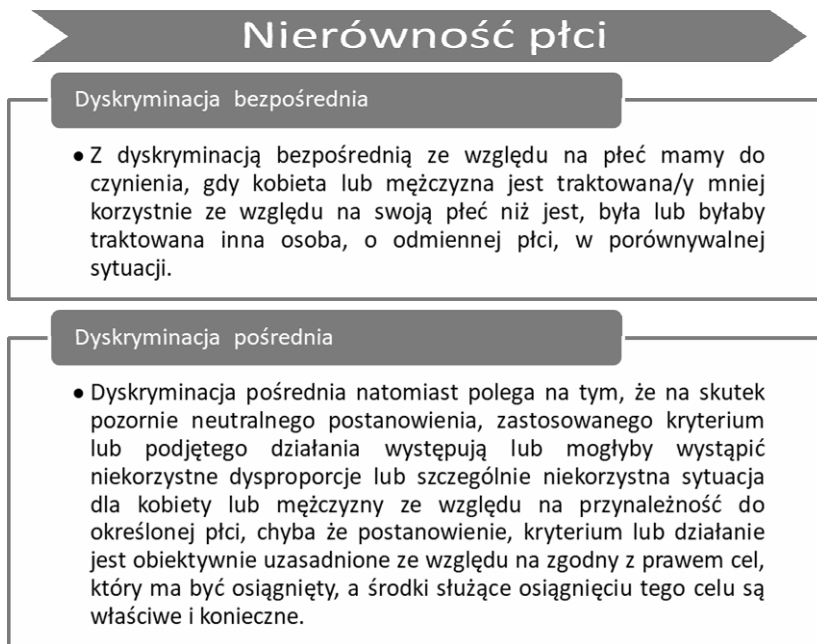 Nierówność płci
Dyskryminacja bezpośrednia
• Z dyskryminacją bezpośrednią ze względu na płeć mamy do
czynienia, gdy kobieta lub mężczyzna jest traktowana/y mniej
korzystnie ze względu na swoją płeć niż jest, była lub byłaby
traktowana inna osoba, o odmiennej płci, w porównywalnej
sytuacji.
Dyskryminacja pośrednia
• Dyskryminacja pośrednia natomiast polega na tym, że na skutek
pozornie neutralnego postanowienia, zastosowanego kryterium
lub podjętego działania występują lub mogłyby wystąpić
niekorzystne dysproporcje lub szczególnie niekorzystna sytuacja
dla kobiety lub mężczyzny ze względu na przynależność do
określonej płci, chyba że postanowienie, kryterium lub działanie
jest obiektywnie uzasadnione ze względu na zgodny z prawem cel,
który ma być osiągnięty, a środki służące osiągnięciu tego celu są
właściwe i konieczne.